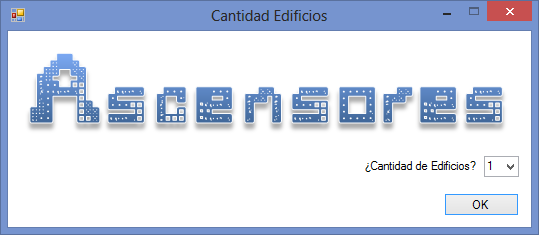 Cantidad Edificios
Ascensores
¿Cantidad de Edificios? 1
OK